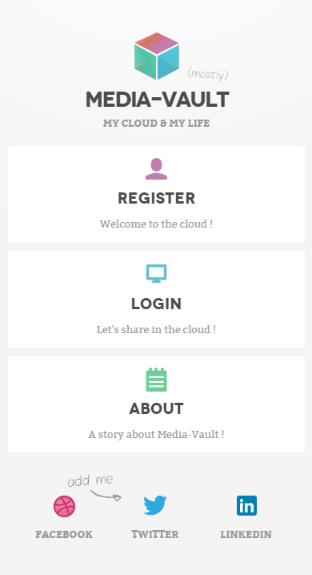 (mostly)
MEDIA-VAULT
MY CLOUD & MY LIFE
REGISTER
Welcome to the cloud !
LOGIN
Let's share in the cloud !
ABOUT
A story about Media-Vault !
add me
in
FACEBOOK TWITTER LINKEDIN